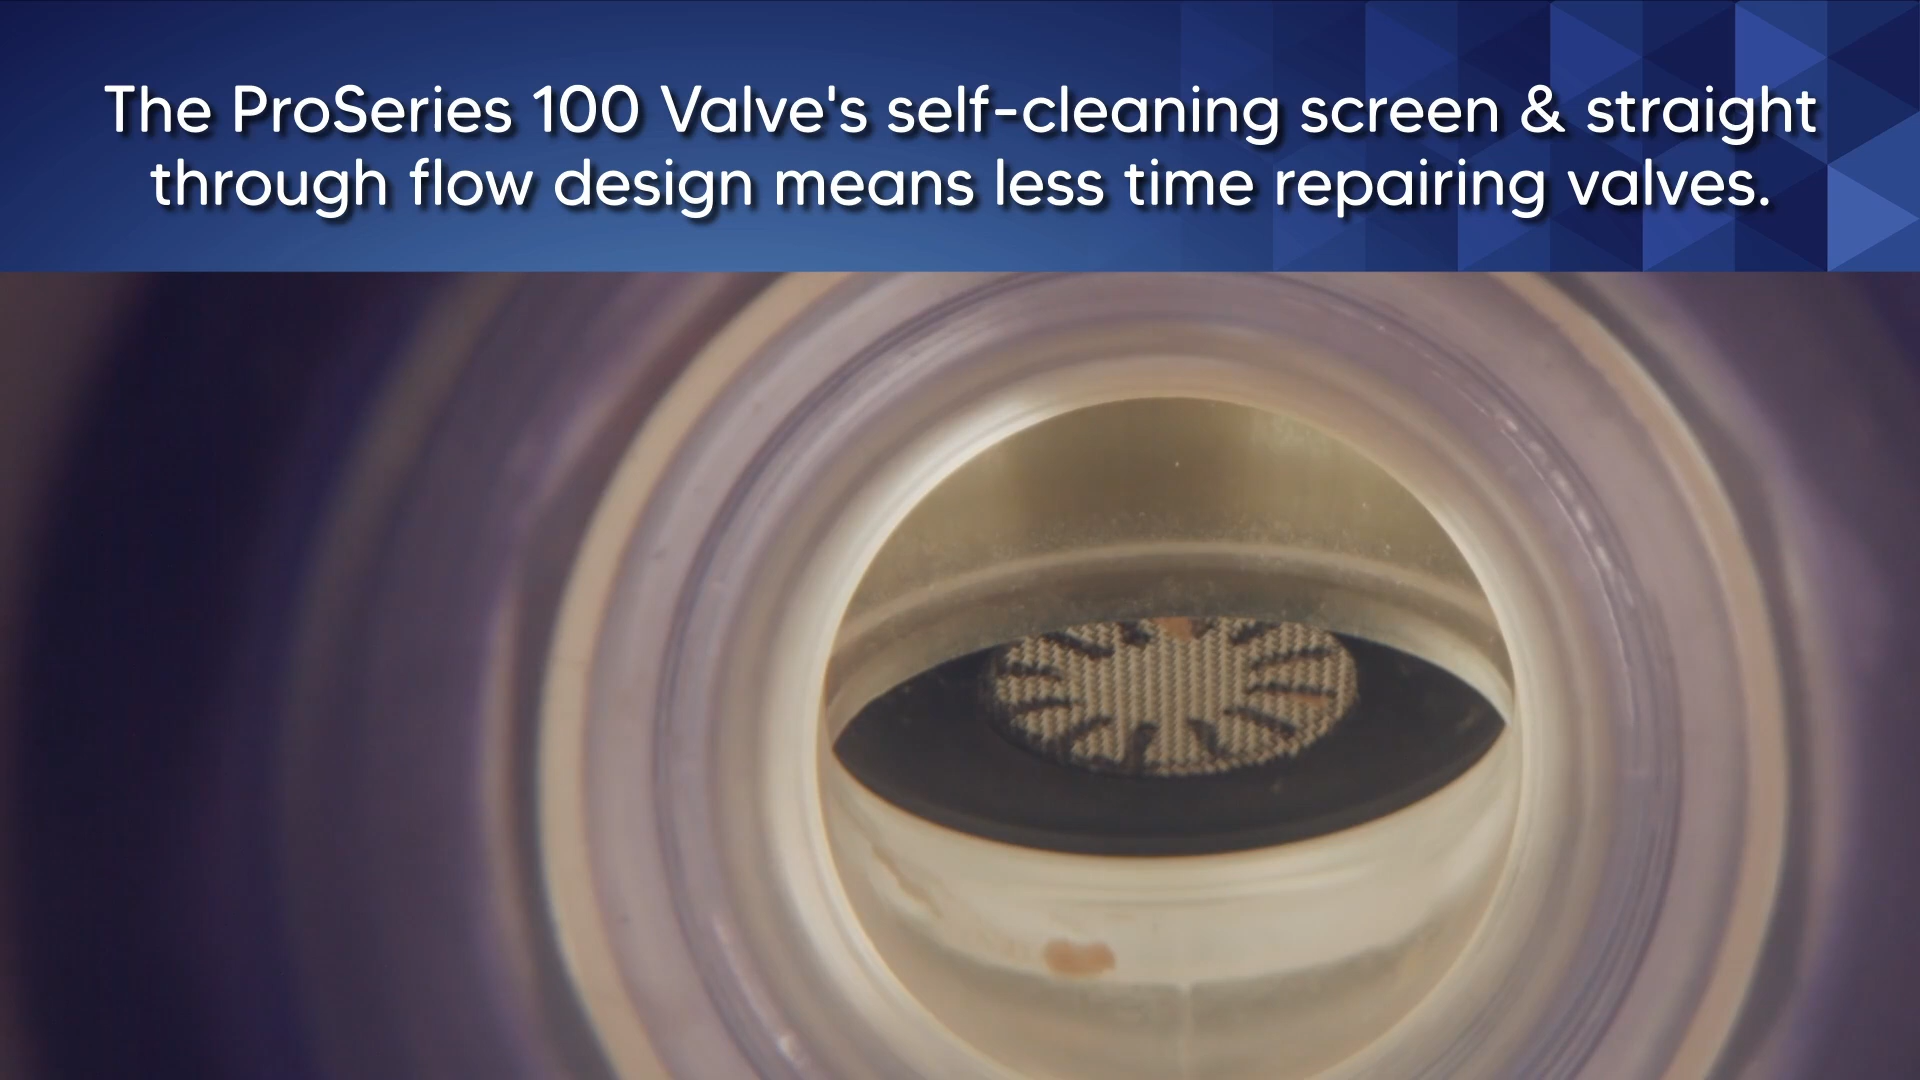 The ProSeries 100 Valve's self-cleaning screen & straight
through flow design means less time repairing valves.